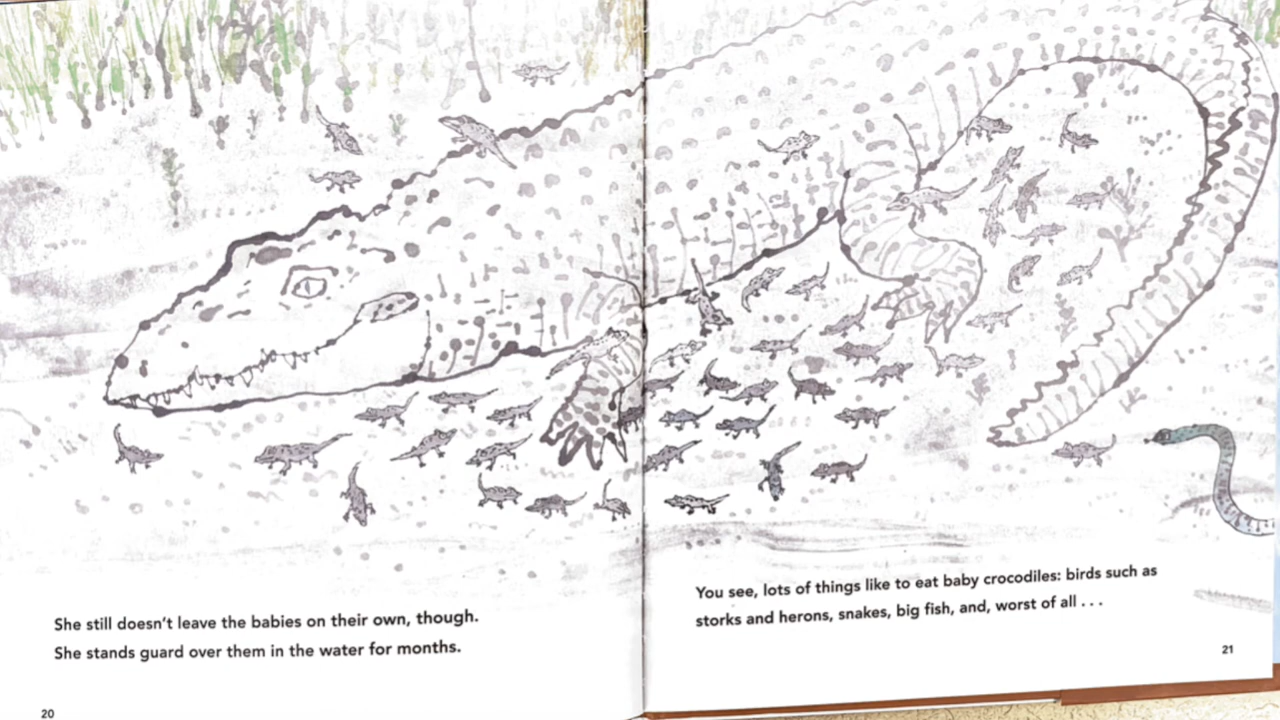 She still doesn't leave the babies on their own, though.
She stands guard over them in the water for months.
20
You see, lots of things like to eat baby crocodiles: birds such as
storks and herons, snakes, big fish, and, worst of all . . .
21